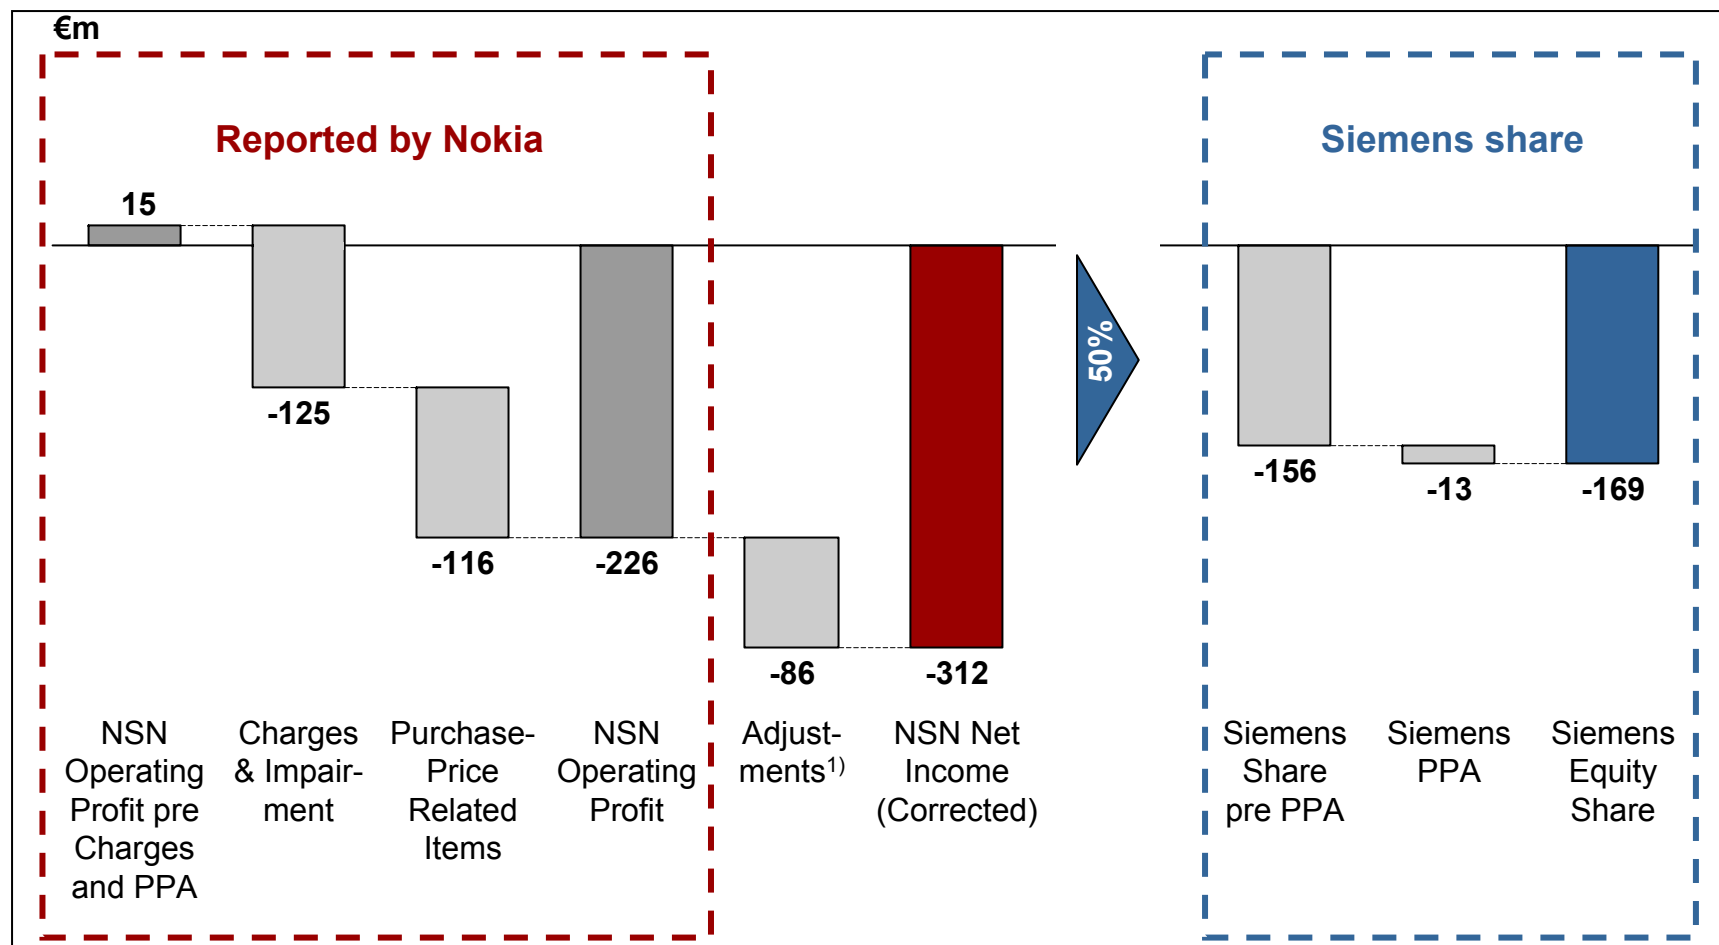 €m
Reported by Nokia
Siemens share
15
-125
-116
-226
-86
-312
50%
-156
-13
-169
NSN
Operating
Profit pre
Charges
and PPA
Charges
& Impair-
ment
Purchase-
Price
Related
Items
NSN
Operating
Profit
Adjust-
ments1)
NSN Net
Income
(Corrected)
Siemens
Share
pre PPA
Siemens
PPA
Siemens
Equity
Share